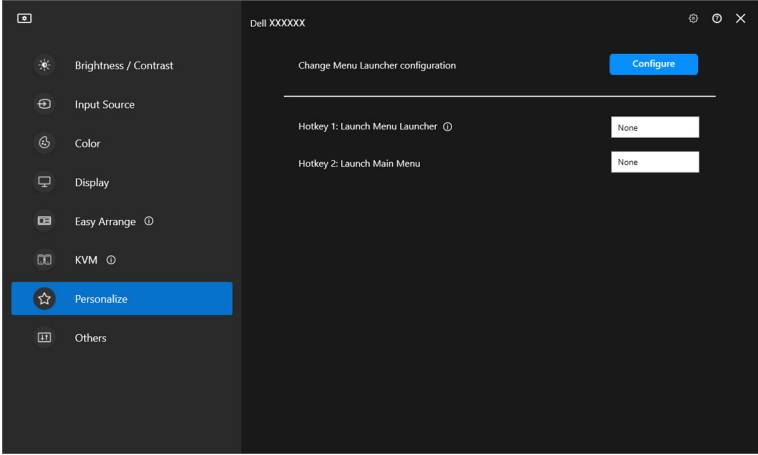 Dell XXXXXX
Brightness / Contrast
Input Source
Color
Display
Easy Arrange
KVM
Personalize
Others
Change Menu Launcher configuration
Configure
Hotkey 1: Launch Menu Launcher
None
Hotkey 2: Launch Main Menu
None